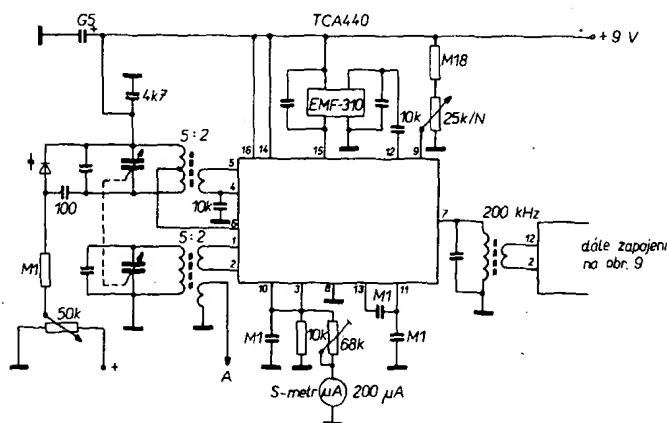 G5
+
TCA440
+ 9 V
4k7
M18
EMF-310
10k
25k/N
5:2
16
14
15
12
9
5
4
100
10k
6
7
200 kHz
5:2
1
2
12
2
dále zapojení
na obr. 9
M1
10
3
8
13
11
M1
50k
M1
10k
68k
M1
+
A
S-metr
µA
200 µA